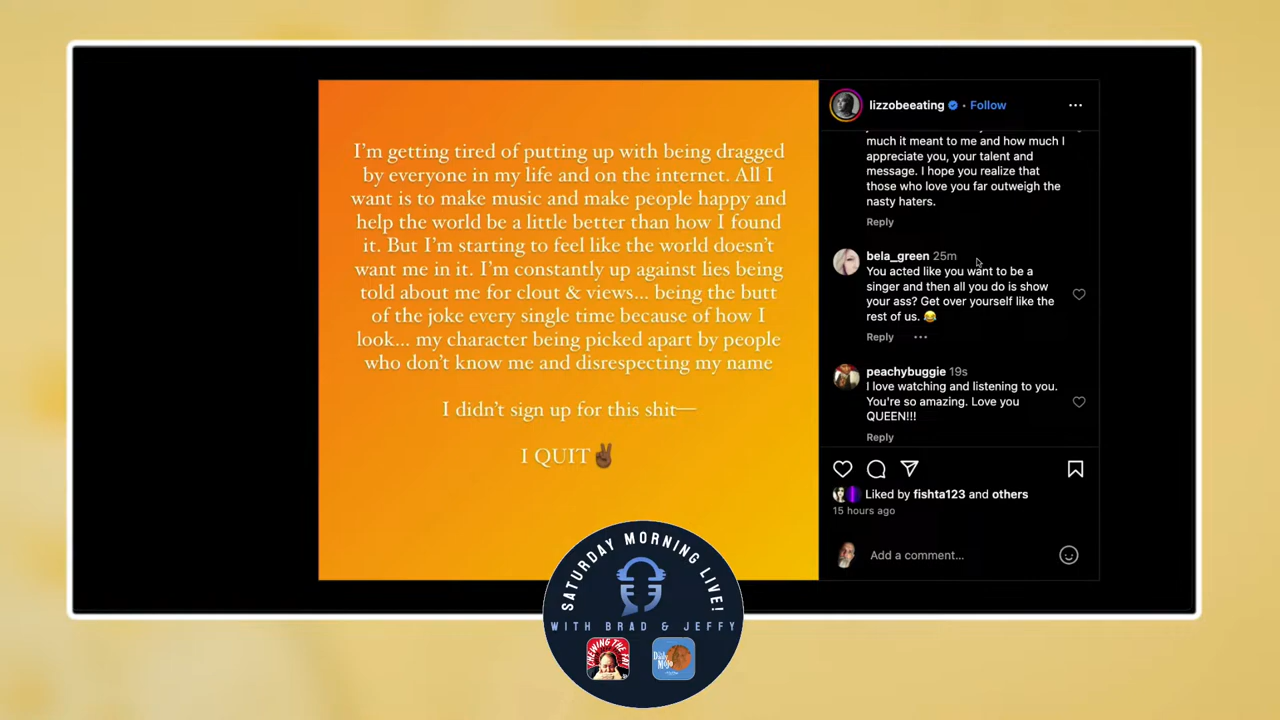 I'm getting tired of putting up with being dragged
by everyone in my life and on the internet. All I
want is to make music and make people happy and
help the world be a little better than how I found
it. But I'm starting to feel like the world doesn't
want me in it. I'm constantly up against lies being
told about me for clout & views... being the butt
of the joke every single time because of how I
look... my character being picked apart by people
who don't know me and disrespecting my name
I didn't sign up for this shit—
I QUIT✌🏾
lizzobeeating • Follow
much it meant to me and how much I
appreciate you, your talent and
message. I hope you realize that
those who love you far outweigh the
nasty haters.
Reply
bela_green 25m
You acted like you want to be a
singer and then all you do is show
your ass? Get over yourself like the
rest of us. 😂
Reply
peachybuggie 19s
I love watching and listening to you.
You're so amazing. Love you
QUEEN!!!
Reply
Liked by fishta123 and others
15 hours ago
Add a comment...
SATURDAY MORNING LIVE!
WITH BRAD & JEFFY
CHEWING THE FAT
The Daily Mojo